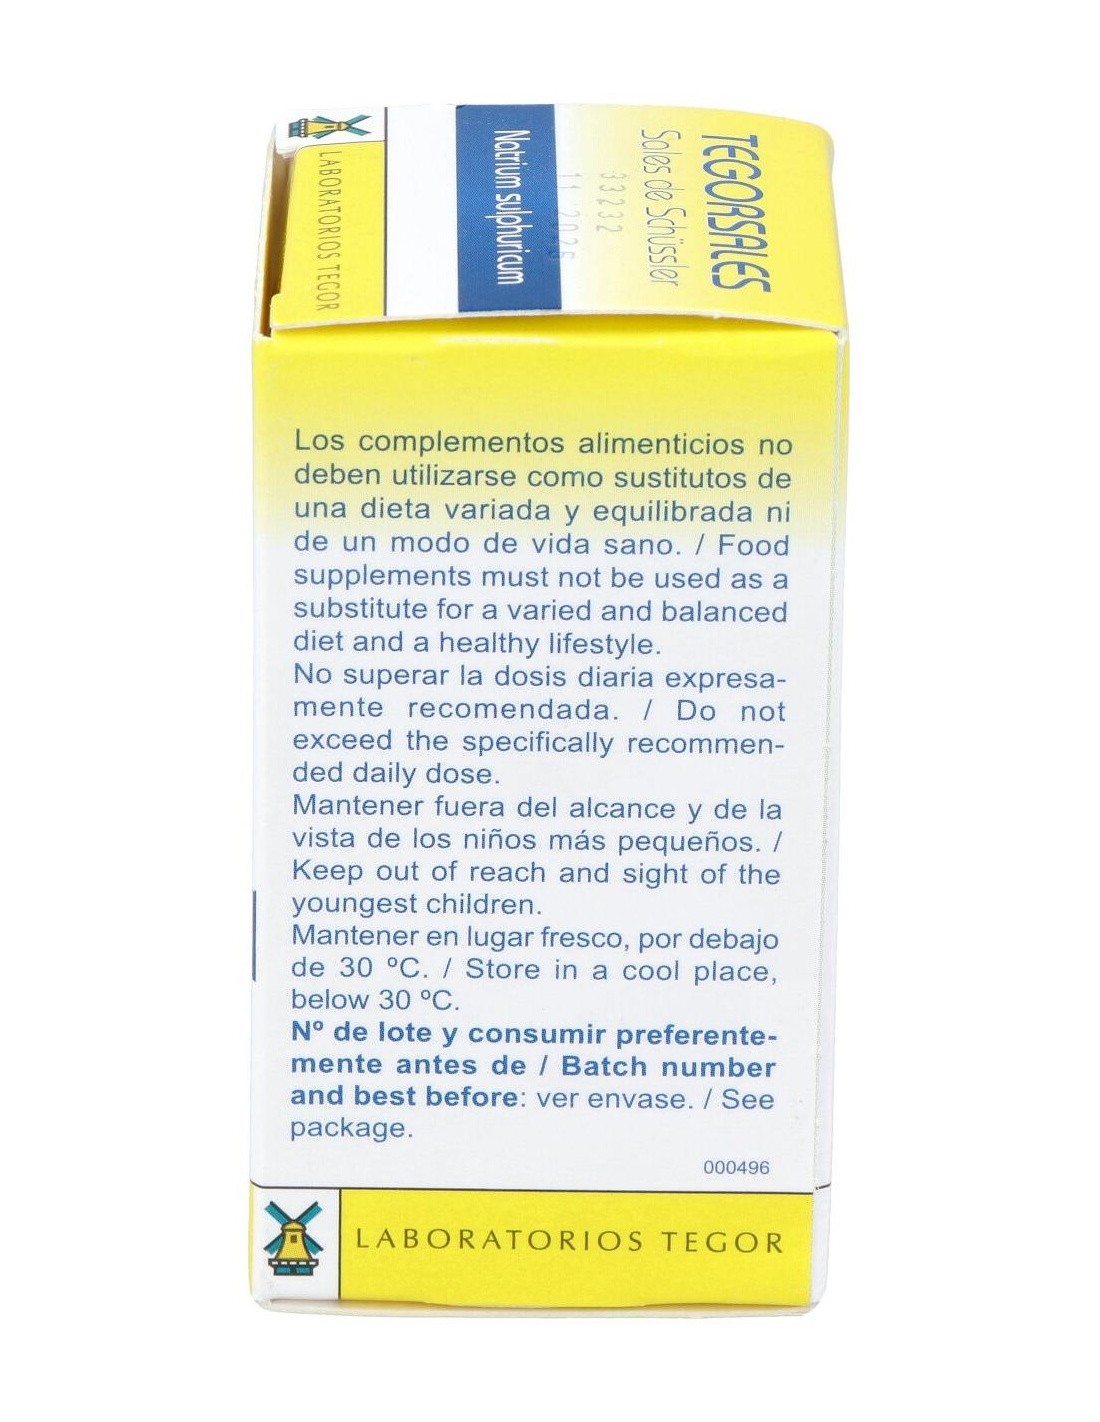 TEGORSALES
Sales de Schüssler
33232
11 2026
Natrium sulphuricum
LABORATORIOS TEGOR
Los complementos alimenticios no
deben utilizarse como sustitutos de
una dieta variada y equilibrada ni
de un modo de vida sano. / Food
supplements must not be used as a
substitute for a varied and balanced
diet and a healthy lifestyle.
No superar la dosis diaria expresa-
mente recomendada. / Do not
exceed the specifically recommen-
ded daily dose.
Mantener fuera del alcance y de la
vista de los niños más pequeños. /
Keep out of reach and sight of the
youngest children.
Mantener en lugar fresco, por debajo
de 30 ºC. / Store in a cool place,
below 30 ºC.
Nº de lote y consumir preferente-
mente antes de / Batch number
and best before: ver envase. / See
package.
000496
LABORATORIOS TEGOR